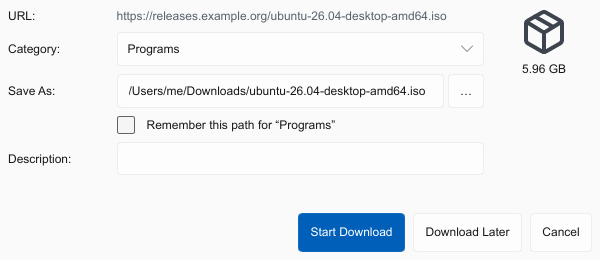 URL: https://releases.example.org/ubuntu-26.04-desktop-amd64.iso
5.96 GB
Category: Programs
Save As: /Users/me/Downloads/ubuntu-26.04-desktop-amd64.iso ...
Remember this path for “Programs”
Description:
Start Download Download Later Cancel